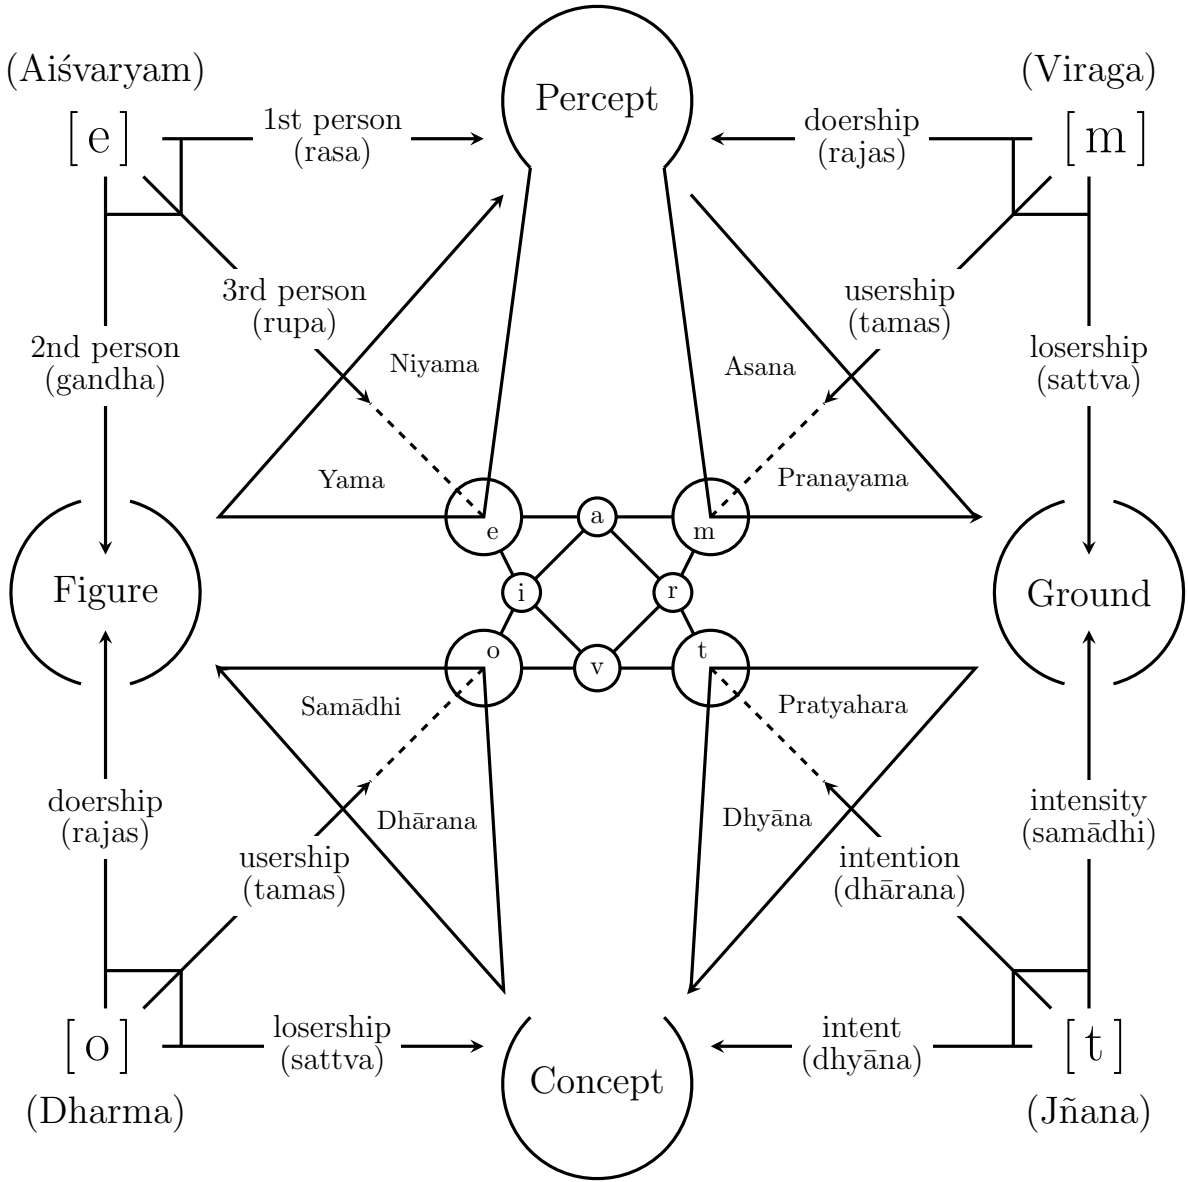 (Aiśvaryam)
(Viraga)
Percept
[ e ]
1st person
(rasa)
doership
(rajas)
[ m ]
3rd person
(rupa)
usership
(tamas)
2nd person
(gandha)
losership
(sattva)
Niyama
Asana
Yama
Pranayama
e
a
m
Figure
i
r
Ground
o
v
t
Samādhi
Pratyahara
Dhārana
Dhyāna
doership
(rajas)
intensity
(samādhi)
usership
(tamas)
intention
(dhārana)
[ o ]
losership
(sattva)
intent
(dhyāna)
[ t ]
Concept
(Dharma)
(Jñana)